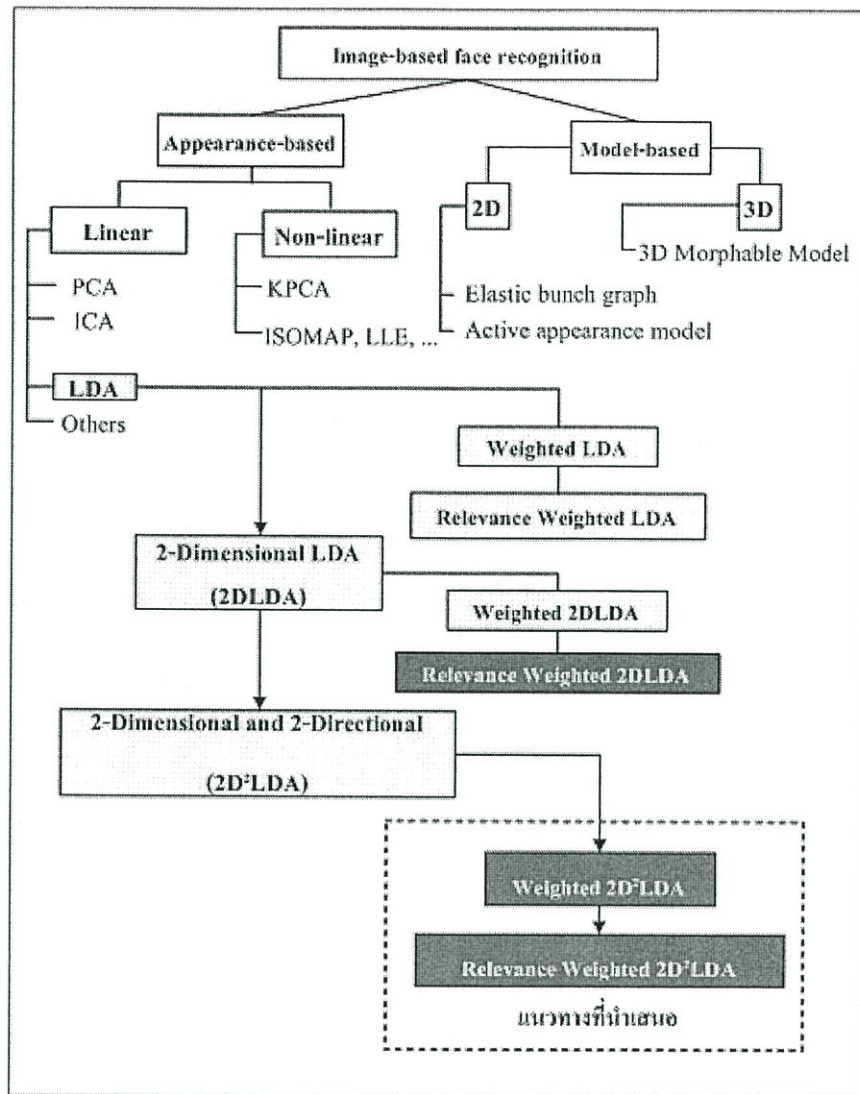 Image-based face recognition
Appearance-based
Model-based
Linear
Non-linear
2D
3D
PCA
ICA
KPCA
ISOMAP, LLE, ...
3D Morphable Model
Elastic bunch graph
Active appearance model
LDA
Others
Weighted LDA
Relevance Weighted LDA
2-Dimensional LDA
(2DLDA)
Weighted 2DLDA
Relevance Weighted 2DLDA
2-Dimensional and 2-Directional
(2D²LDA)
Weighted 2D²LDA
Relevance Weighted 2D²LDA
แนวทางที่นำเสนอ